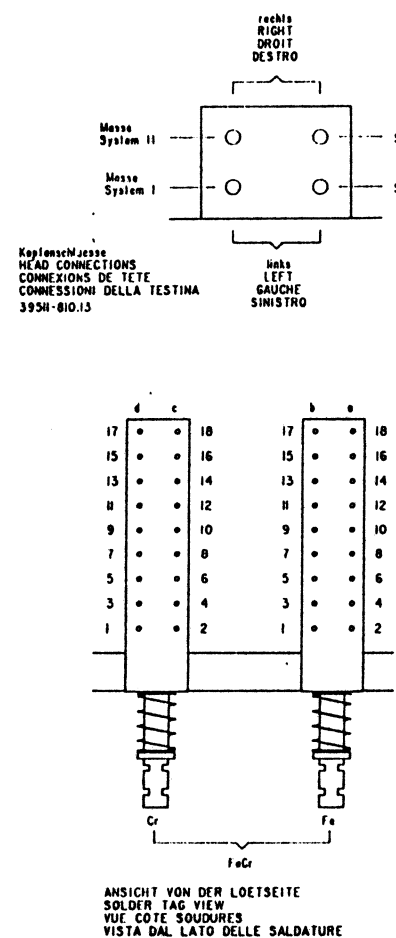 rechts
RIGHT
DROIT
DESTRO
Masse
System II
S
Masse
System I
S
Kopfanschluesse
HEAD CONNECTIONS
CONNEXIONS DE TETE
CONNESSIONI DELLA TESTINA
39511-810.13
links
LEFT
GAUCHE
SINISTRO
d c b a
17 18 17 18
15 16 15 16
13 14 13 14
11 12 11 12
9 10 9 10
7 8 7 8
5 6 5 6
3 4 3 4
1 2 1 2
Cr Fe
FeCr
ANSICHT VON DER LOETSEITE
SOLDER TAG VIEW
VUE COTE SOUDURES
VISTA DAL LATO DELLE SALDATURE